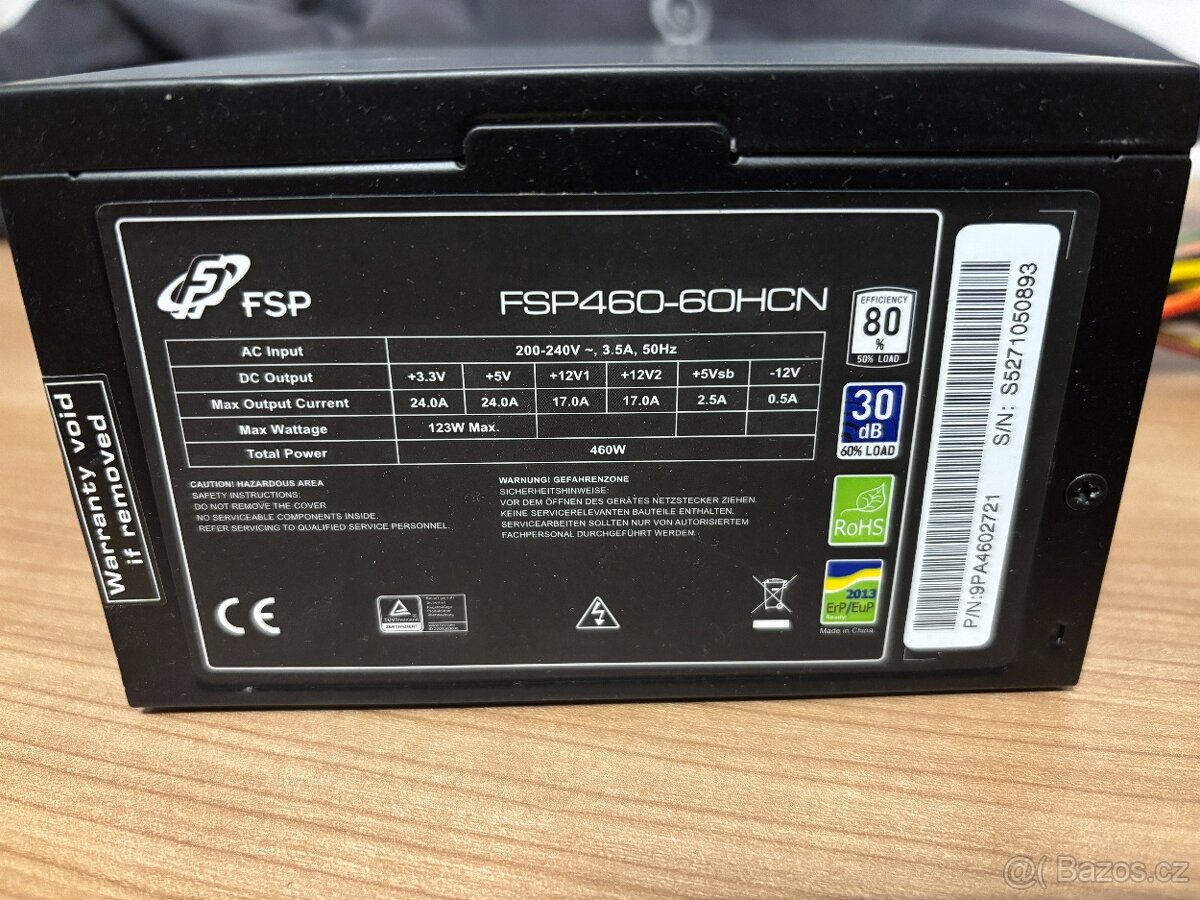 FSP
FSP460-60HCN
AC Input 200-240V ~, 3.5A, 50Hz
DC Output +3.3V +5V +12V1 +12V2 +5Vsb -12V
Max Output Current 24.0A 24.0A 17.0A 17.0A 2.5A 0.5A
Max Wattage 123W Max.
Total Power 460W
CAUTION! HAZARDOUS AREA
SAFETY INSTRUCTIONS:
DO NOT REMOVE THE COVER
NO SERVICEABLE COMPONENTS INSIDE.
REFER SERVICING TO QUALIFIED SERVICE PERSONNEL.
WARNUNG! GEFAHRENZONE
SICHERHEITSHINWEISE:
VOR DEM ÖFFNEN DES GERÄTES NETZSTECKER ZIEHEN.
KEINE SERVICERELEVANTEN BAUTEILE ENTHALTEN.
SERVICEARBEITEN SOLLTEN NUR VON AUTORISIERTEM
FACHPERSONAL DURCHGEFÜHRT WERDEN.
CE
EFFICIENCY
80
%
50% LOAD
30
dB
60% LOAD
RoHS
2013
ErP/EuP
Ready
Made in China
Warranty void
if removed
P/N:9PA4602721 S/N: S5271050893
Bazos.cz